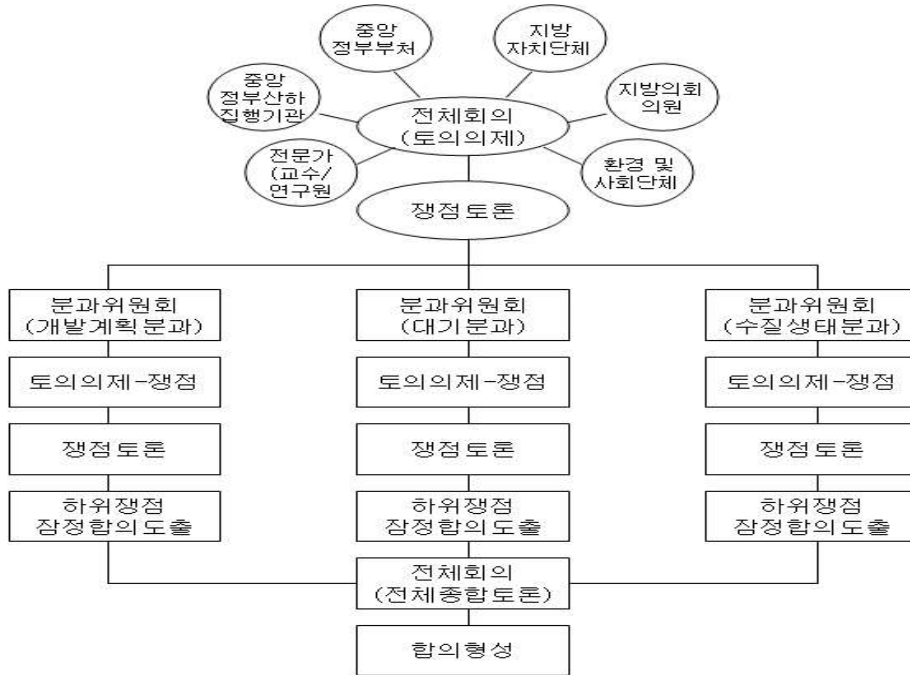 중앙
정부부처
지방
자치단체
중앙
정부산하
집행기관
지방의회
의원
전체회의
(토의의제)
전문가
(교수/
연구원
환경 및
사회단체
쟁점토론
분과위원회
(개발계획분과)
분과위원회
(대기분과)
분과위원회
(수질생태분과)
토의의제-쟁점
토의의제-쟁점
토의의제-쟁점
쟁점토론
쟁점토론
쟁점토론
하위쟁점
잠정합의도출
하위쟁점
잠정합의도출
하위쟁점
잠정합의도출
전체회의
(전체종합토론)
합의형성